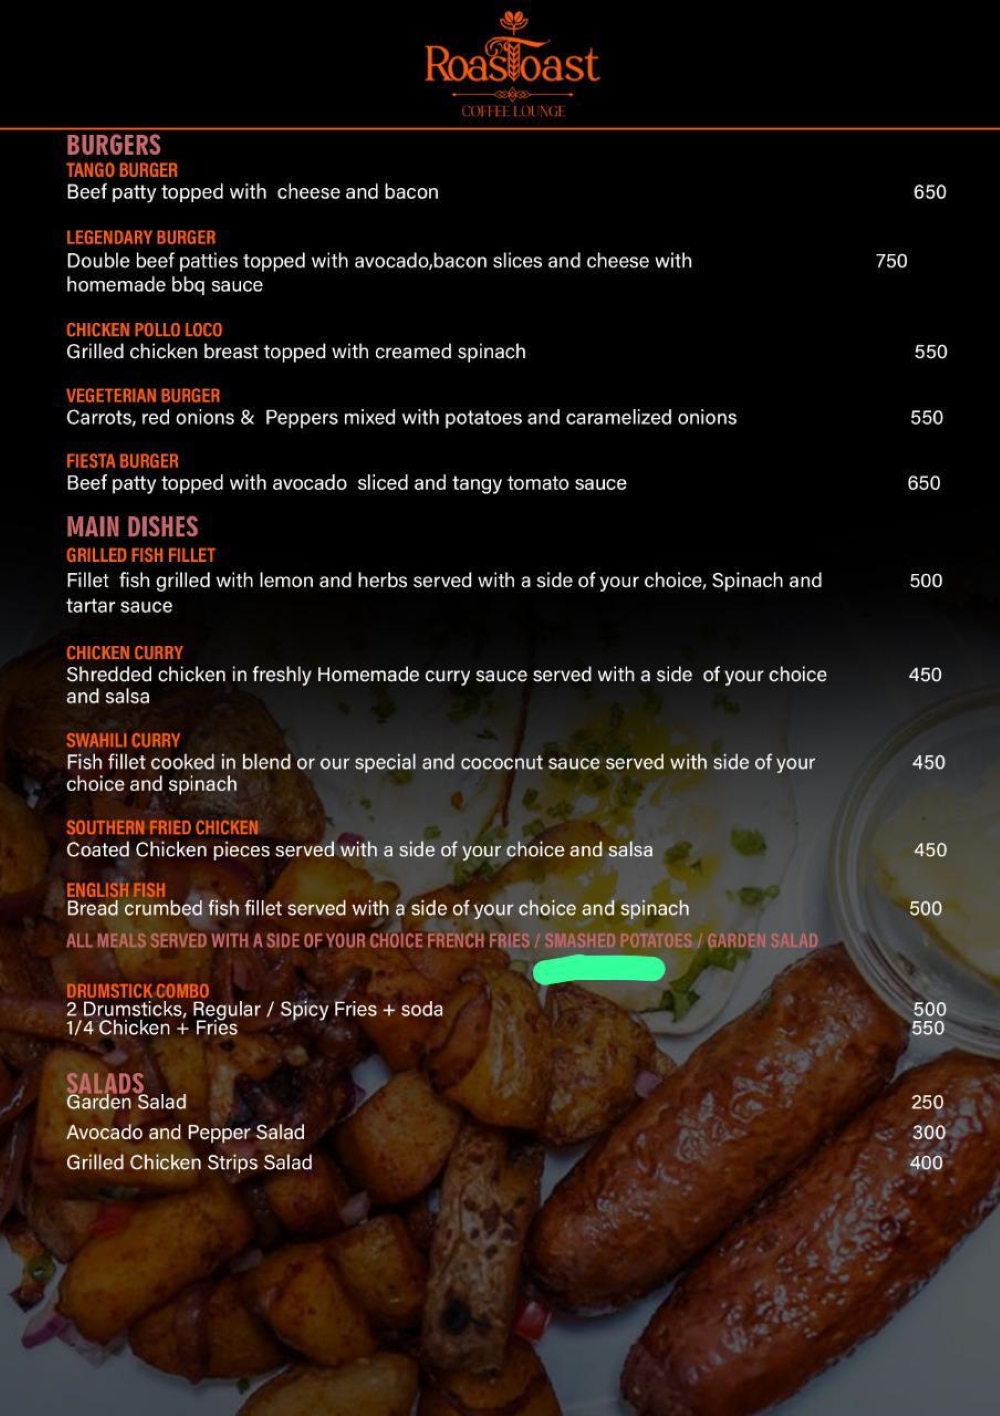 RoasToast
COFFEE LOUNGE
BURGERS
TANGO BURGER
Beef patty topped with cheese and bacon 650
LEGENDARY BURGER
Double beef patties topped with avocado,bacon slices and cheese with 750
homemade bbq sauce
CHICKEN POLLO LOCO
Grilled chicken breast topped with creamed spinach 550
VEGETERIAN BURGER
Carrots, red onions & Peppers mixed with potatoes and caramelized onions 550
FIESTA BURGER
Beef patty topped with avocado sliced and tangy tomato sauce 650
MAIN DISHES
GRILLED FISH FILLET
Fillet fish grilled with lemon and herbs served with a side of your choice, Spinach and 500
tartar sauce
CHICKEN CURRY
Shredded chicken in freshly Homemade curry sauce served with a side of your choice 450
and salsa
SWAHILI CURRY
Fish fillet cooked in blend or our special and cococnut sauce served with side of your 450
choice and spinach
SOUTHERN FRIED CHICKEN
Coated Chicken pieces served with a side of your choice and salsa 450
ENGLISH FISH
Bread crumbed fish fillet served with a side of your choice and spinach 500
ALL MEALS SERVED WITH A SIDE OF YOUR CHOICE FRENCH FRIES / SMASHED POTATOES / GARDEN SALAD
DRUMSTICK COMBO
2 Drumsticks, Regular / Spicy Fries + soda 500
1/4 Chicken + Fries 550
SALADS
Garden Salad 250
Avocado and Pepper Salad 300
Grilled Chicken Strips Salad 400